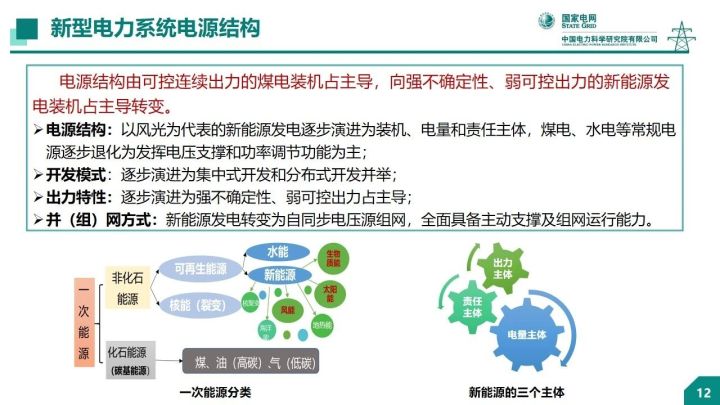 新型电力系统电源结构
国家电网
STATE GRID
中国电力科学研究院有限公司
CHINA ELECTRIC POWER RESEARCH INSTITUTE
电源结构由可控连续出力的煤电装机占主导，向强不确定性、弱可控出力的新能源发
电装机占主导转变。
➢电源结构：以风光为代表的新能源发电逐步演进为装机、电量和责任主体，煤电、水电等常规电
源逐步退化为发挥电压支撑和功率调节功能为主；
➢开发模式：逐步演进为集中式开发和分布式开发并举；
➢出力特性：逐步演进为强不确定性、弱可控出力占主导；
➢并（组）网方式：新能源发电转变为自同步电压源组网，全面具备主动支撑及组网运行能力。
一次能源
非化石
能源
可再生能源
核能（裂变）
水能
新能源
生物
质能
太阳
能
核聚变
风能
海洋
地热能
化石能源
（碳基能源）
煤、油（高碳）、气（低碳）
一次能源分类
出力
主体
责任
主体
电量主体
新能源的三个主体
12